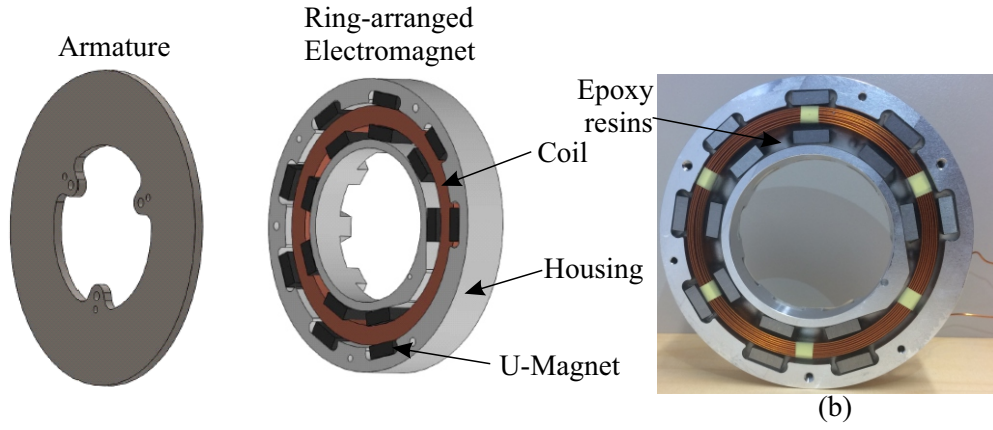 Armature
Ring-arranged
Electromagnet
Epoxy
resins
Coil
Housing
U-Magnet
(b)